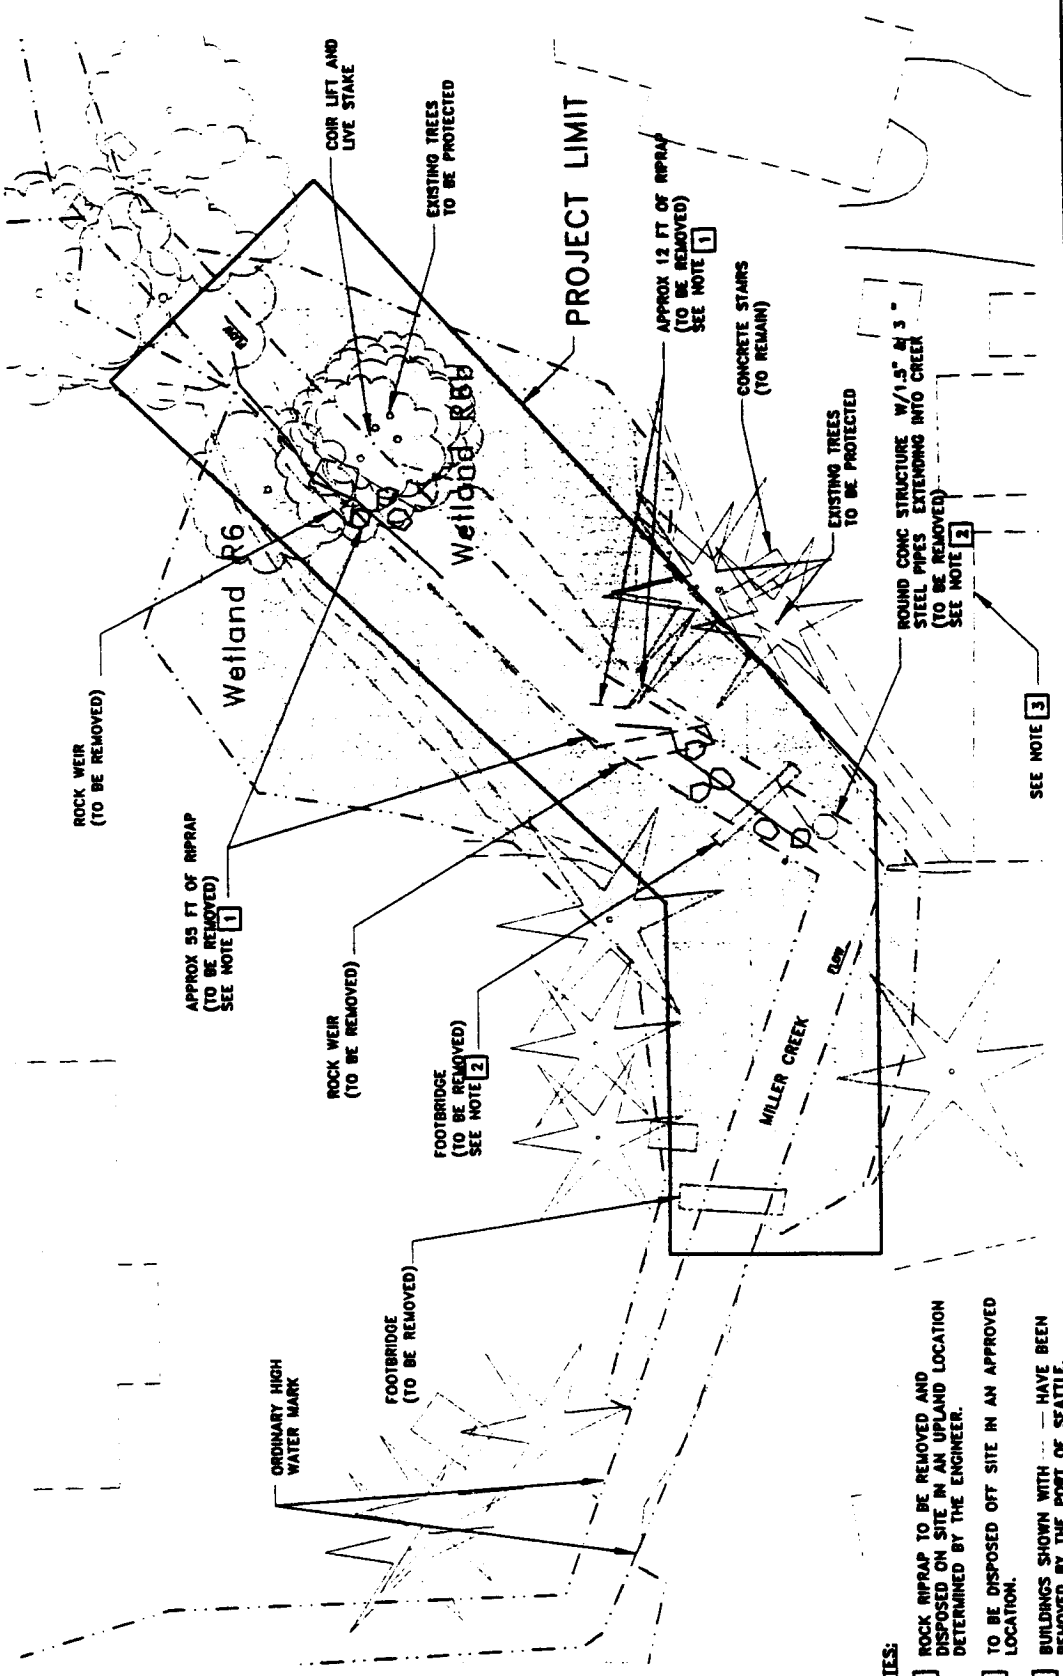 ROCK WEIR
(TO BE REMOVED)
APPROX 55 FT OF RIPRAP
(TO BE REMOVED)
SEE NOTE 1
ROCK WEIR
(TO BE REMOVED)
FOOTBRIDGE
(TO BE REMOVED)
SEE NOTE 2
FOOTBRIDGE
(TO BE REMOVED)
ORDINARY HIGH
WATER MARK
Wetland R6
COIR LIFT AND
LIVE STAKE
EXISTING TREES
TO BE PROTECTED
FLOW
Wetland
PROJECT LIMIT
APPROX 12 FT OF RIPRAP
(TO BE REMOVED)
SEE NOTE 1
CONCRETE STAIRS
(TO REMAIN)
EXISTING TREES
TO BE PROTECTED
ROUND CONC STRUCTURE W/1.5" & 3"
STEEL PIPES EXTENDING INTO CREEK
(TO BE REMOVED)
SEE NOTE 2
SEE NOTE 3
MILLER CREEK
FLOW
TES:
ROCK RIPRAP TO BE REMOVED AND
DISPOSED ON SITE IN AN UPLAND LOCATION
DETERMINED BY THE ENGINEER.
TO BE DISPOSED OFF SITE IN AN APPROVED
LOCATION.
BUILDINGS SHOWN WITH --- HAVE BEEN
REMOVED BY THE PORT OF SEATTLE.